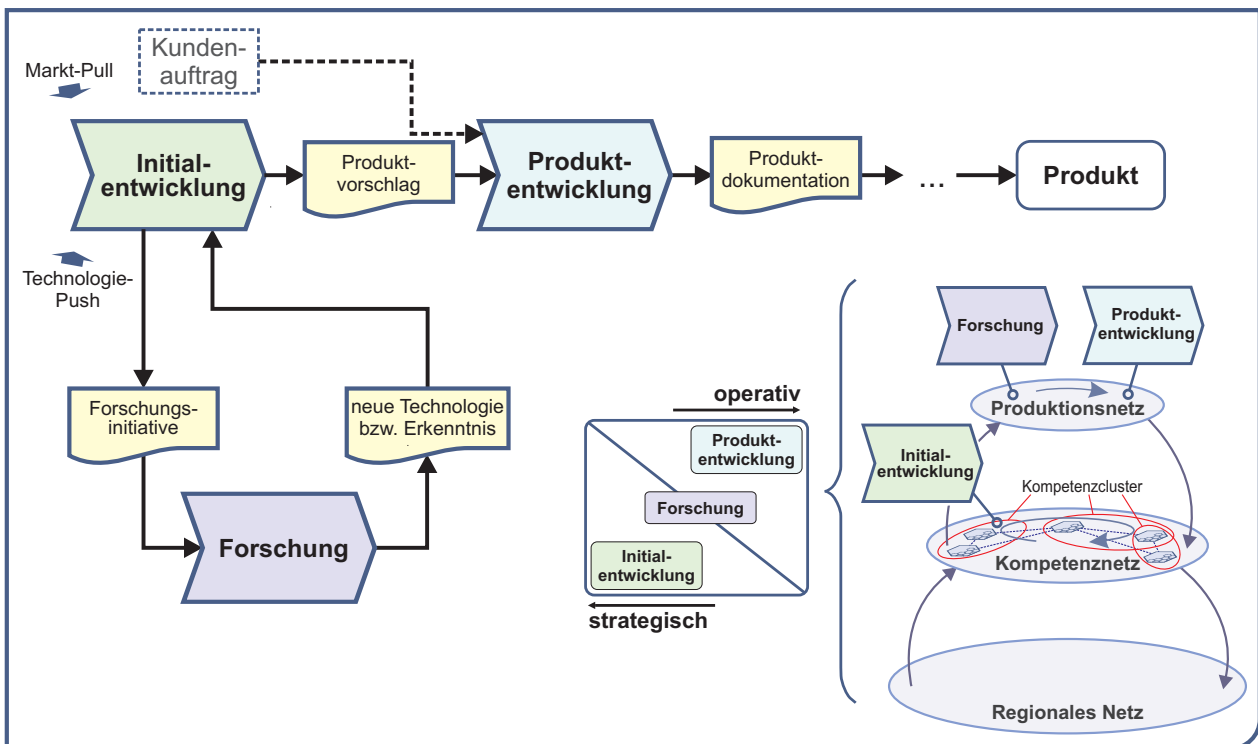 Kunden-
auftrag
Markt-Pull
Initial-
entwicklung
Produkt-
vorschlag
Produkt-
entwicklung
Produkt-
dokumentation
...
Produkt
Technologie-
Push
Forschungs-
initiative
neue Technologie
bzw. Erkenntnis
Forschung
operativ
Produkt-
entwicklung
Forschung
Initial-
entwicklung
strategisch
Forschung
Produkt-
entwicklung
Produktionsnetz
Initial-
entwicklung
Kompetenzcluster
Kompetenznetz
Regionales Netz